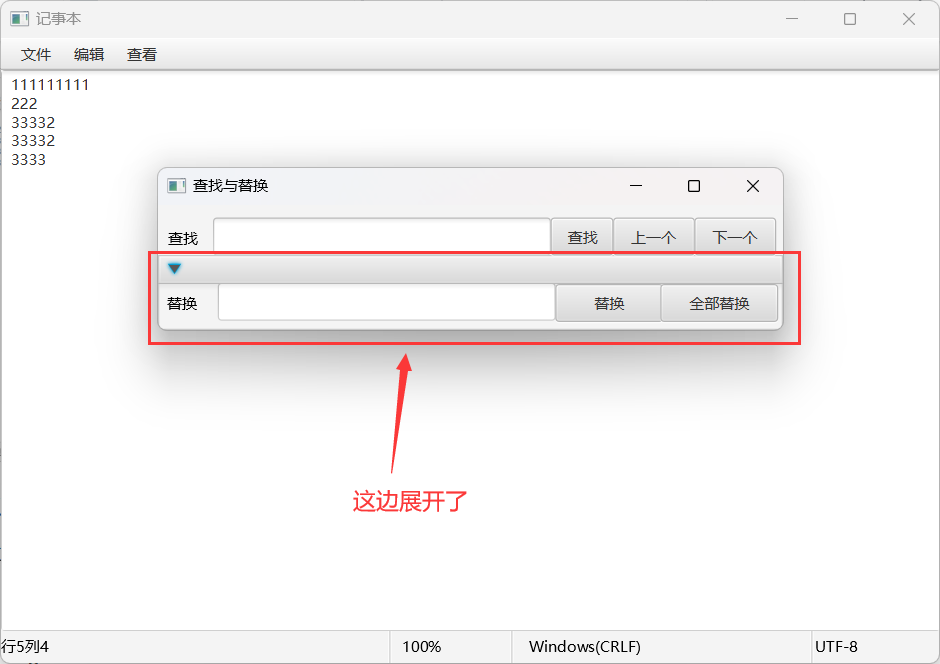 记事本
文件 编辑 查看
111111111
222
33332
33332
3333
查找与替换
查找 查找 上一个 下一个
替换 替换 全部替换
这边展开了
行5列4 100% Windows(CRLF) UTF-8